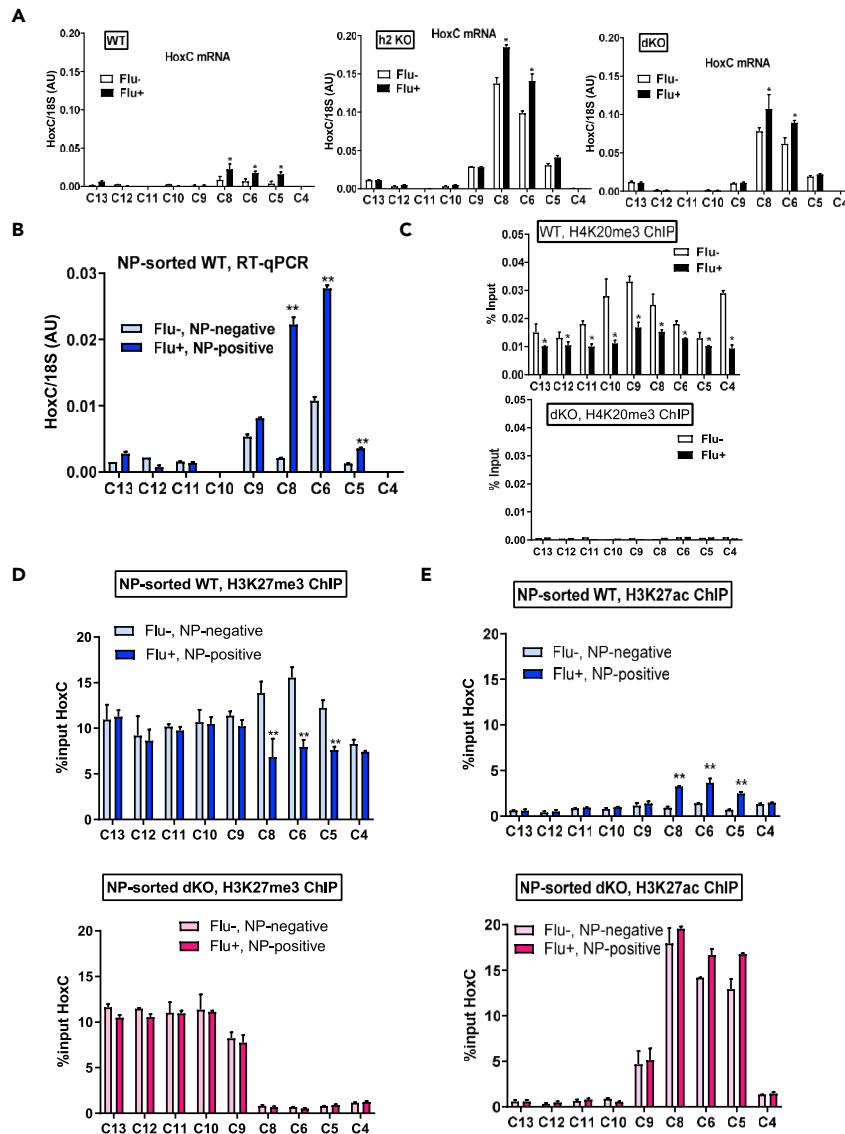 A
WT
HoxC mRNA
Flu-
Flu+
HoxC/18S (AU)
0.20
0.15
0.10
0.05
0.00
* * *
C13 C12 C11 C10 C9 C8 C6 C5 C4
h2 KO
HoxC mRNA
Flu-
Flu+
HoxC/18S (AU)
0.20
0.15
0.10
0.05
0.00
* *
C13 C12 C11 C10 C9 C8 C6 C5 C4
dKO
HoxC mRNA
Flu-
Flu+
HoxC/18S (AU)
0.20
0.15
0.10
0.05
0.00
* *
C13 C12 C11 C10 C9 C8 C6 C5 C4
B
NP-sorted WT, RT-qPCR
Flu-, NP-negative
Flu+, NP-positive
HoxC/18S (AU)
0.03
0.02
0.01
0.00
** ** **
C13 C12 C11 C10 C9 C8 C6 C5 C4
C
WT, H4K20me3 ChIP
Flu-
Flu+
% Input
0.05
0.04
0.03
0.02
0.01
0.00
* * * * * * * * *
C13 C12 C11 C10 C9 C8 C6 C5 C4
dKO, H4K20me3 ChIP
Flu-
Flu+
% Input
0.05
0.04
0.03
0.02
0.01
0.00
C13 C12 C11 C10 C9 C8 C6 C5 C4
D
NP-sorted WT, H3K27me3 ChIP
Flu-, NP-negative
Flu+, NP-positive
%input HoxC
20
15
10
5
0
** ** **
C13 C12 C11 C10 C9 C8 C6 C5 C4
NP-sorted dKO, H3K27me3 ChIP
Flu-, NP-negative
Flu+, NP-positive
%input HoxC
20
15
10
5
0
C13 C12 C11 C10 C9 C8 C6 C5 C4
E
NP-sorted WT, H3K27ac ChIP
Flu-, NP-negative
Flu+, NP-positive
%input HoxC
20
15
10
5
0
** ** **
C13 C12 C11 C10 C9 C8 C6 C5 C4
NP-sorted dKO, H3K27ac ChIP
Flu-, NP-negative
Flu+, NP-positive
%input HoxC
20
15
10
5
0
C13 C12 C11 C10 C9 C8 C6 C5 C4